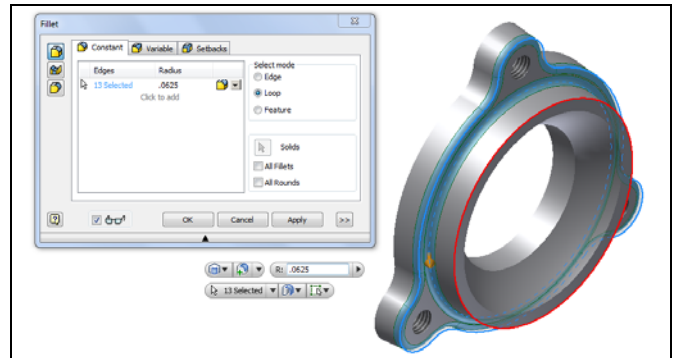 Fillet
Constant Variable Setbacks
Edges Radius
13 Selected .0625
Click to add
Select mode
Edge
Loop
Feature
Solids
All Fillets
All Rounds
OK Cancel Apply >>
R: .0625
13 Selected